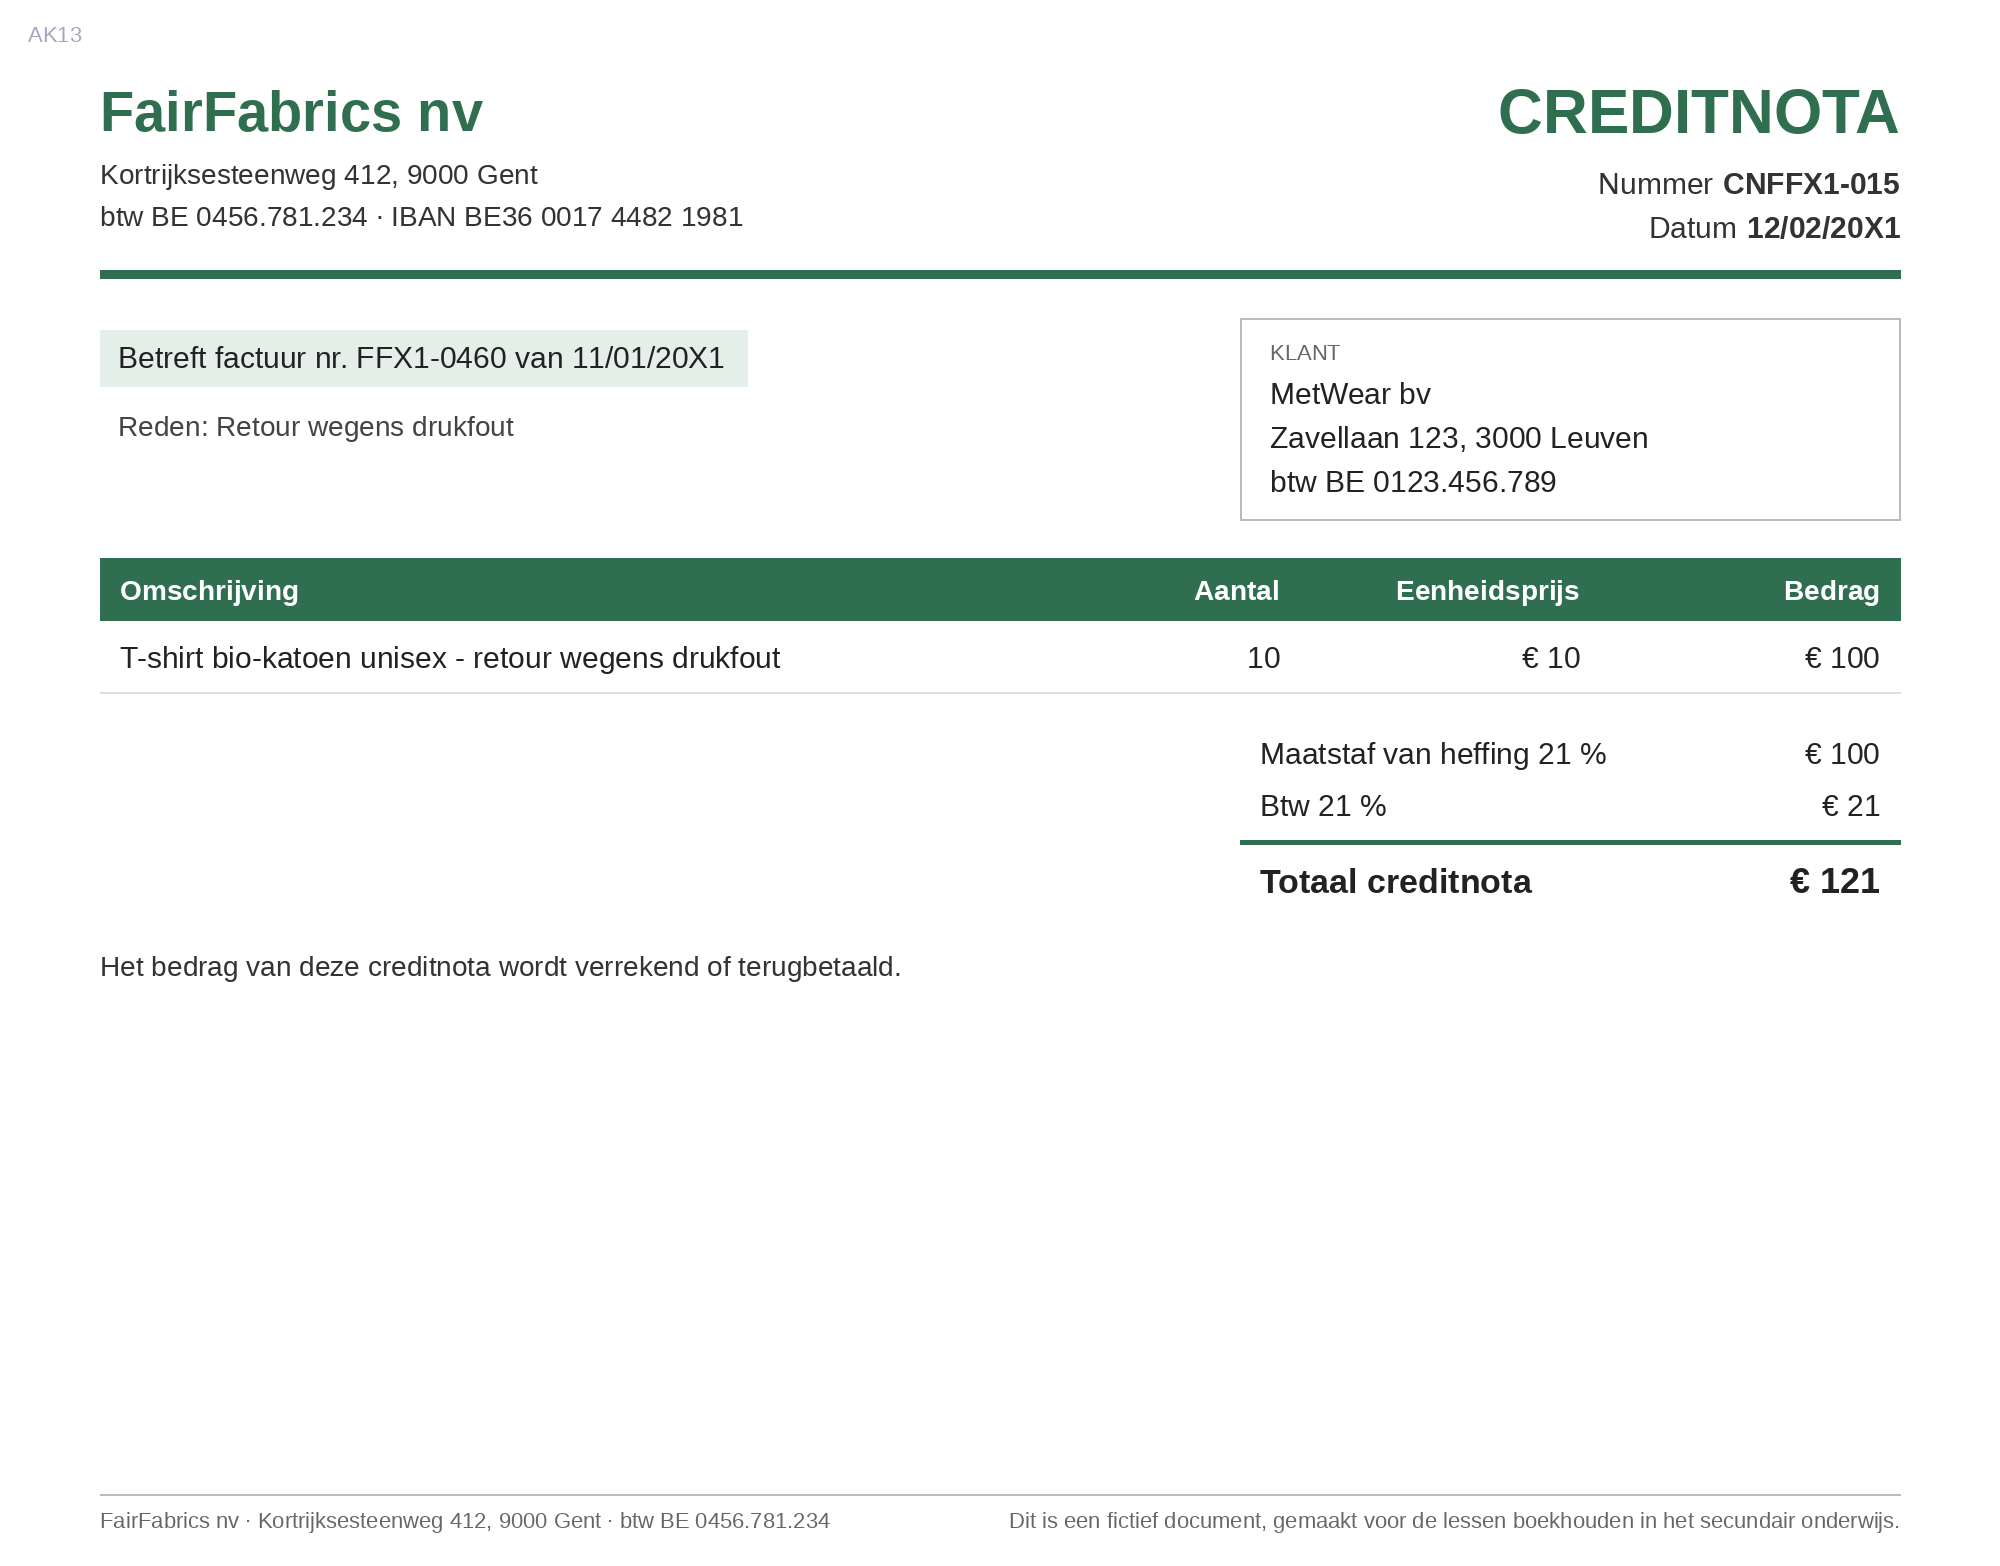 AK13
FairFabrics nv
Kortrijksesteenweg 412, 9000 Gent
btw BE 0456.781.234 · IBAN BE36 0017 4482 1981
CREDITNOTA
Nummer CNFFX1-015
Datum 12/02/20X1
Betreft factuur nr. FFX1-0460 van 11/01/20X1
Reden: Retour wegens drukfout
KLANT
MetWear bv
Zavellaan 123, 3000 Leuven
btw BE 0123.456.789
Omschrijving Aantal Eenheidsprijs Bedrag
T-shirt bio-katoen unisex - retour wegens drukfout 10 € 10 € 100
Maatstaf van heffing 21 % € 100
Btw 21 % € 21
Totaal creditnota € 121
Het bedrag van deze creditnota wordt verrekend of terugbetaald.
FairFabrics nv · Kortrijksesteenweg 412, 9000 Gent · btw BE 0456.781.234
Dit is een fictief document, gemaakt voor de lessen boekhouden in het secundair onderwijs.